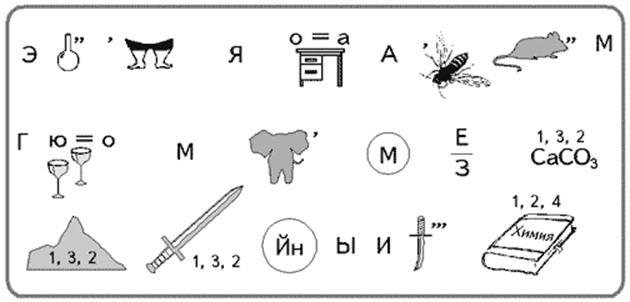 Э ,, , Я о = а А , ,, М
Г ю = о М , М Е/З 1, 3, 2 CaCO₃
1, 3, 2 1, 3, 2 Йн Ы И ,,, 1, 2, 4 Химия